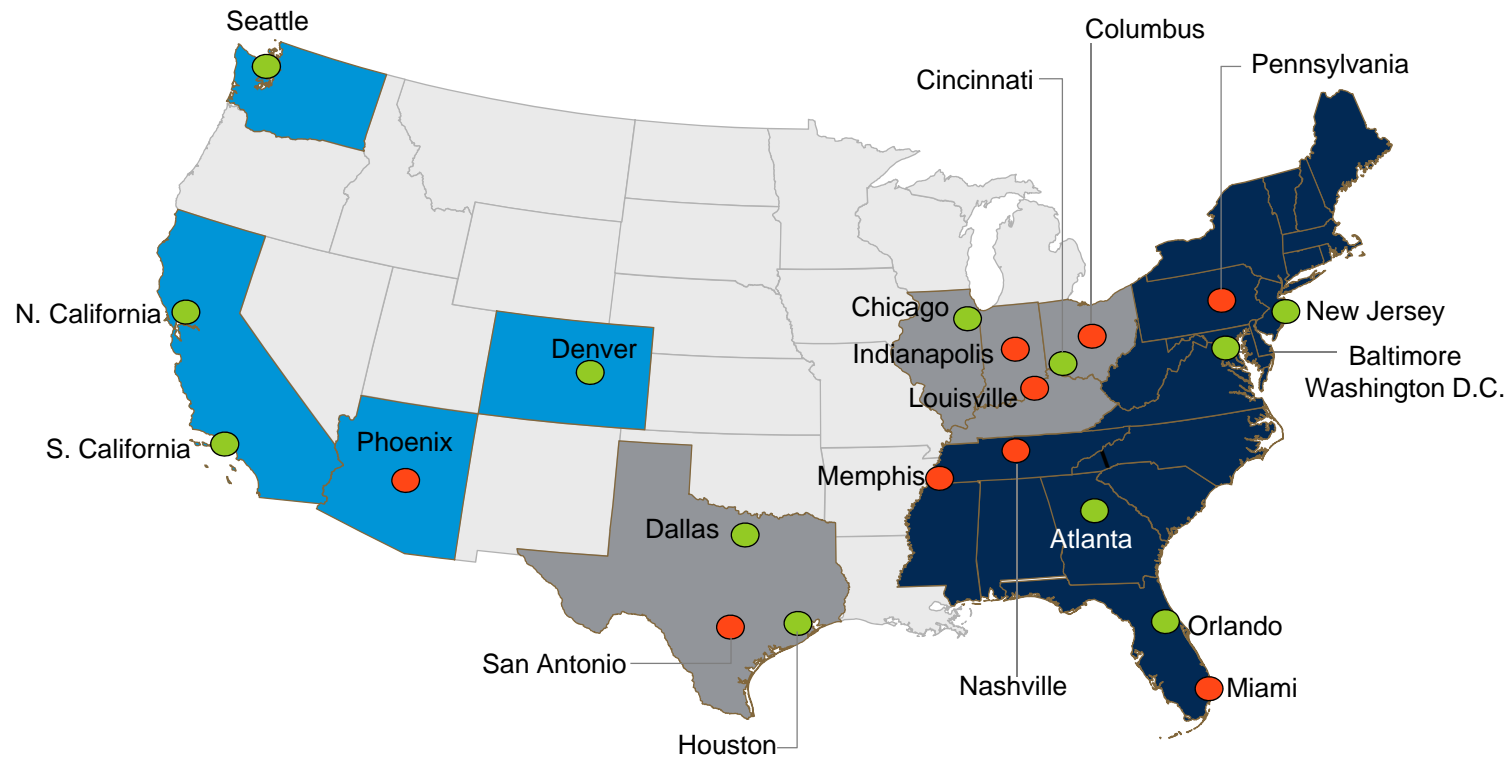 Seattle
Columbus
Pennsylvania
Cincinnati
N. California
Chicago
New Jersey
Denver
Indianapolis
Baltimore
Washington D.C.
Louisville
S. California
Phoenix
Memphis
Dallas
Atlanta
Orlando
San Antonio
Nashville
Miami
Houston